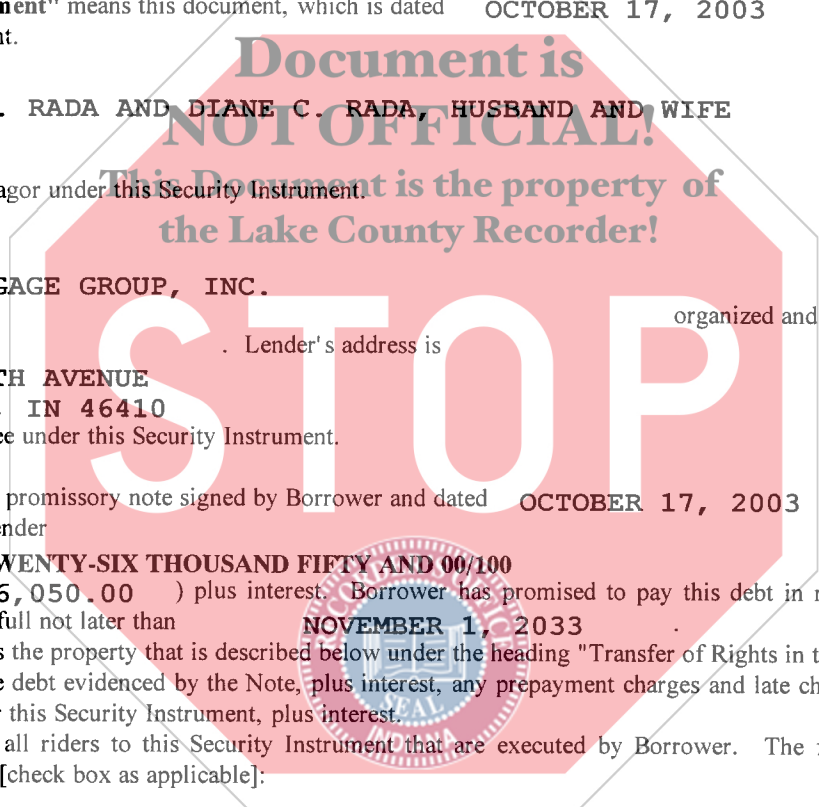 ment" means this document, which is dated OCTOBER 17, 2003
nt.
Document is
. RADA AND DIANE C. RADA, HUSBAND AND WIFE
NOT OFFICIAL!
This Document is the property of
agor under this Security Instrument.
the Lake County Recorder!
GAGE GROUP, INC.
organized and
. Lender's address is
STOP
TH AVENUE
, IN 46410
ee under this Security Instrument.
promissory note signed by Borrower and dated OCTOBER 17, 2003
ender
WENTY-SIX THOUSAND FIFTY AND 00/100
6,050.00 ) plus interest. Borrower has promised to pay this debt in
full not later than NOVEMBER 1, 2033 .
s the property that is described below under the heading "Transfer of Rights in t
e debt evidenced by the Note, plus interest, any prepayment charges and late ch
r this Security Instrument, plus interest.
SEAL
INDIANA
all riders to this Security Instrument that are executed by Borrower. The
[check box as applicable]: